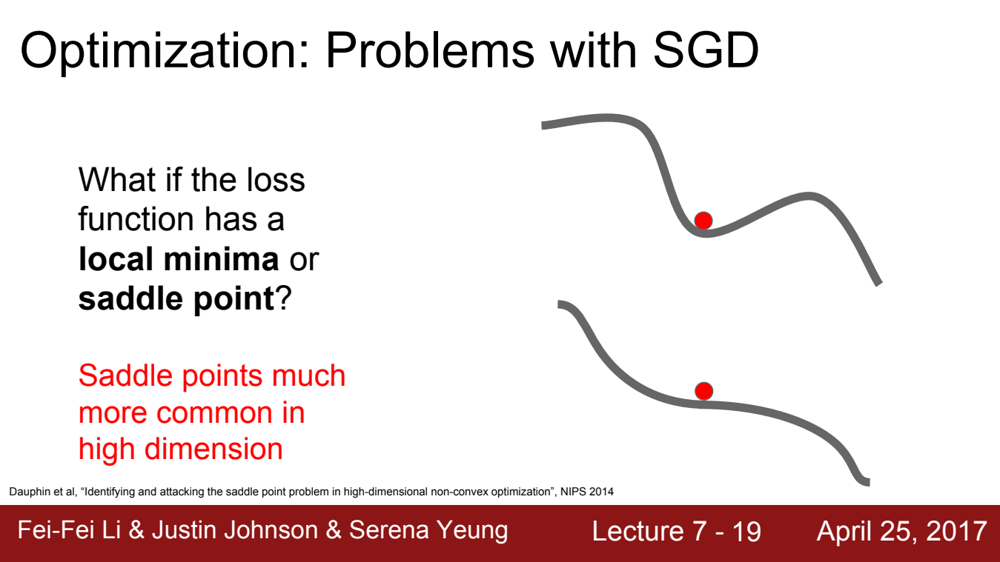 Optimization: Problems with SGD
What if the loss
function has a
local minima or
saddle point?
Saddle points much
more common in
high dimension
Dauphin et al, “Identifying and attacking the saddle point problem in high-dimensional non-convex optimization”, NIPS 2014
Fei-Fei Li & Justin Johnson & Serena Yeung
Lecture 7 - 19
April 25, 2017